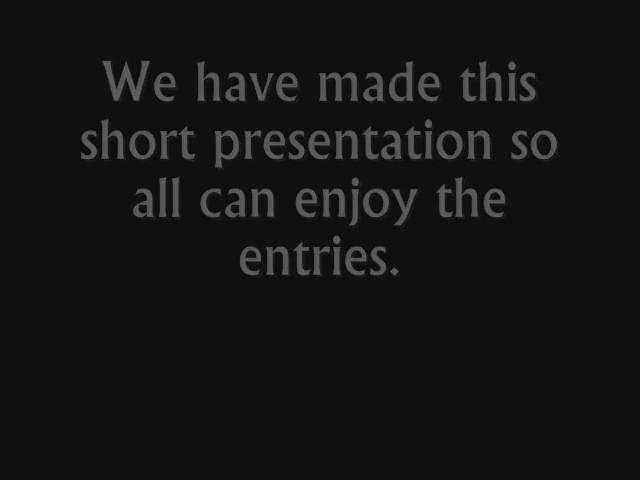 We have made this
short presentation so
all can enjoy the
entries.